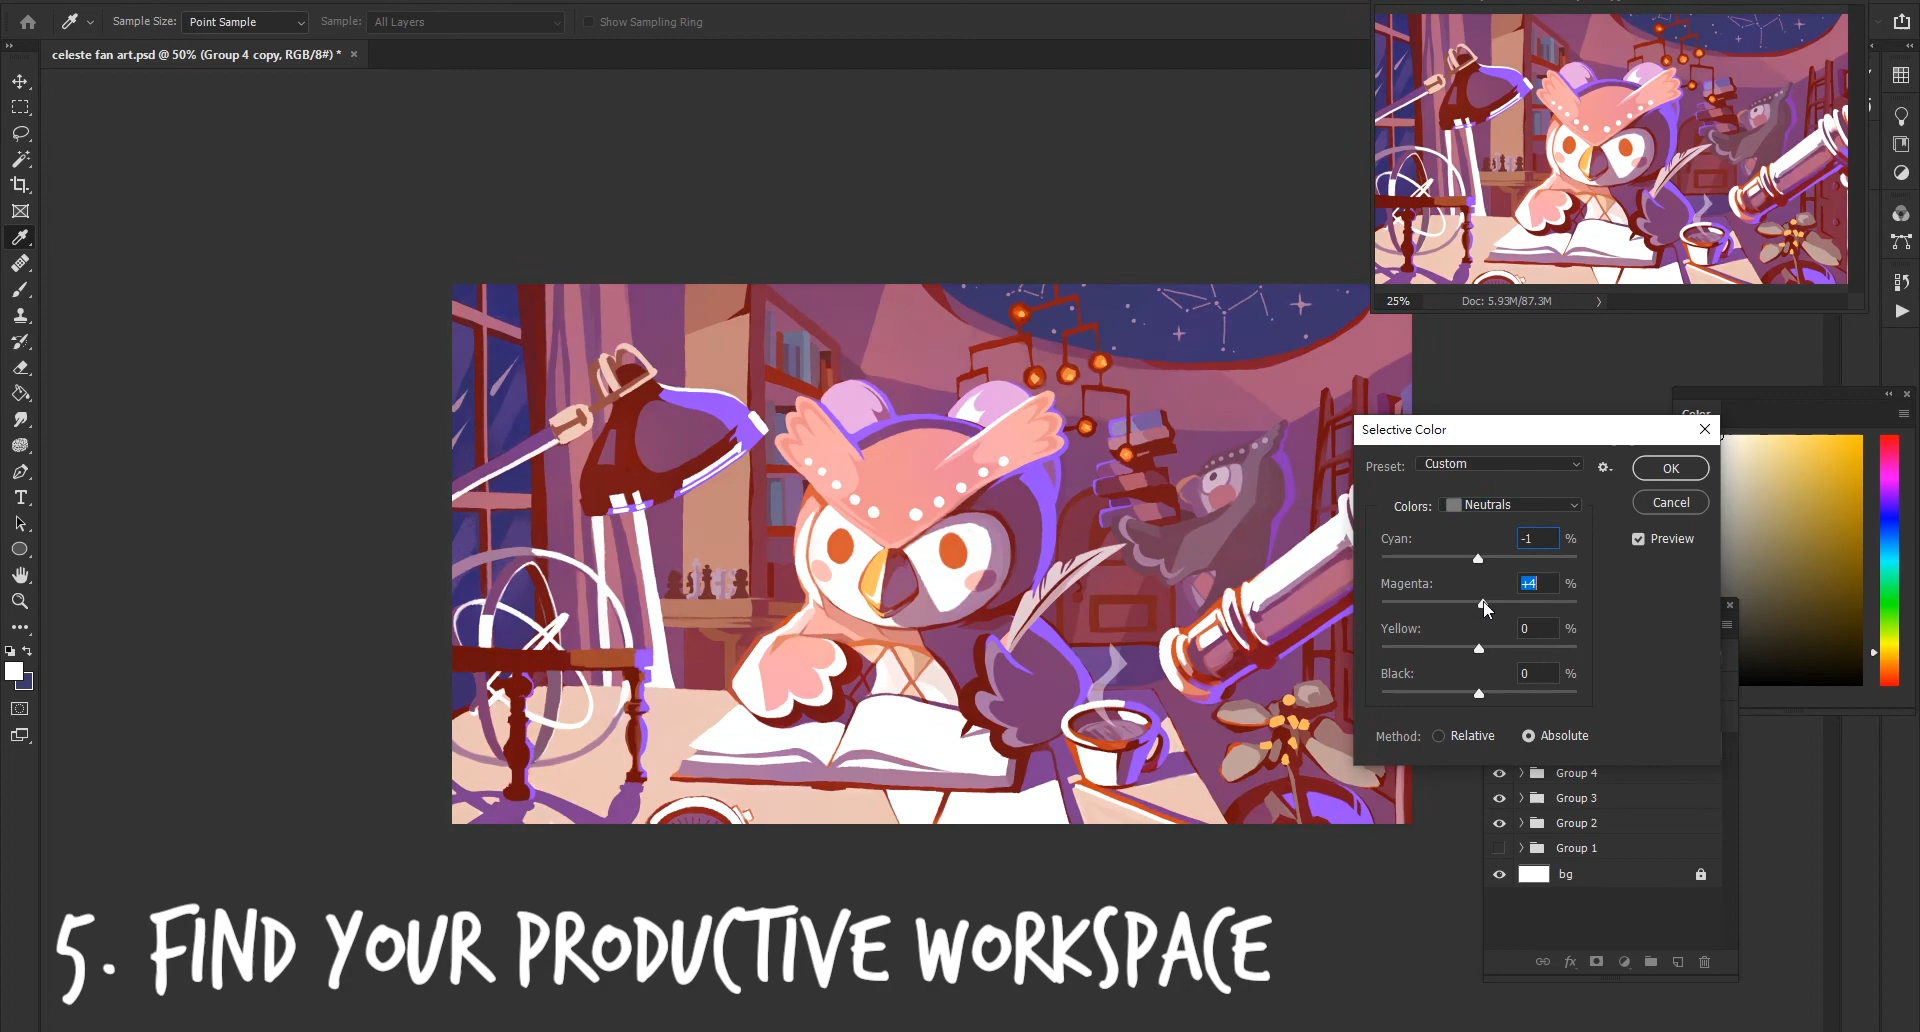 Sample Size: Point Sample Sample: All Layers Show Sampling Ring
celeste fan art.psd @ 50% (Group 4 copy, RGB/8#) * ×
25% Doc: 5.93M/87.3M
Color
Selective Color
Preset: Custom OK
Colors: Neutrals Cancel
Cyan: -1 % Preview
Magenta: +4 %
Yellow: 0 %
Black: 0 %
Method: Relative Absolute
Group 4
Group 3
Group 2
Group 1
bg
fx
5. FIND YOUR PRODUCTIVE WORKSPACE